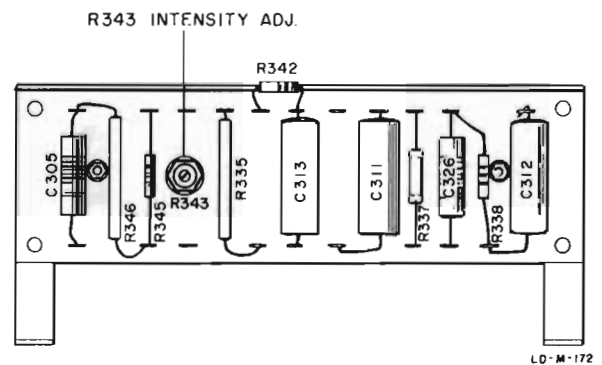 R343 INTENSITY ADJ.
R342
C305
R346
R345
R343
R335
C313
C311
R337
C326
R338
C312
LD-M-172